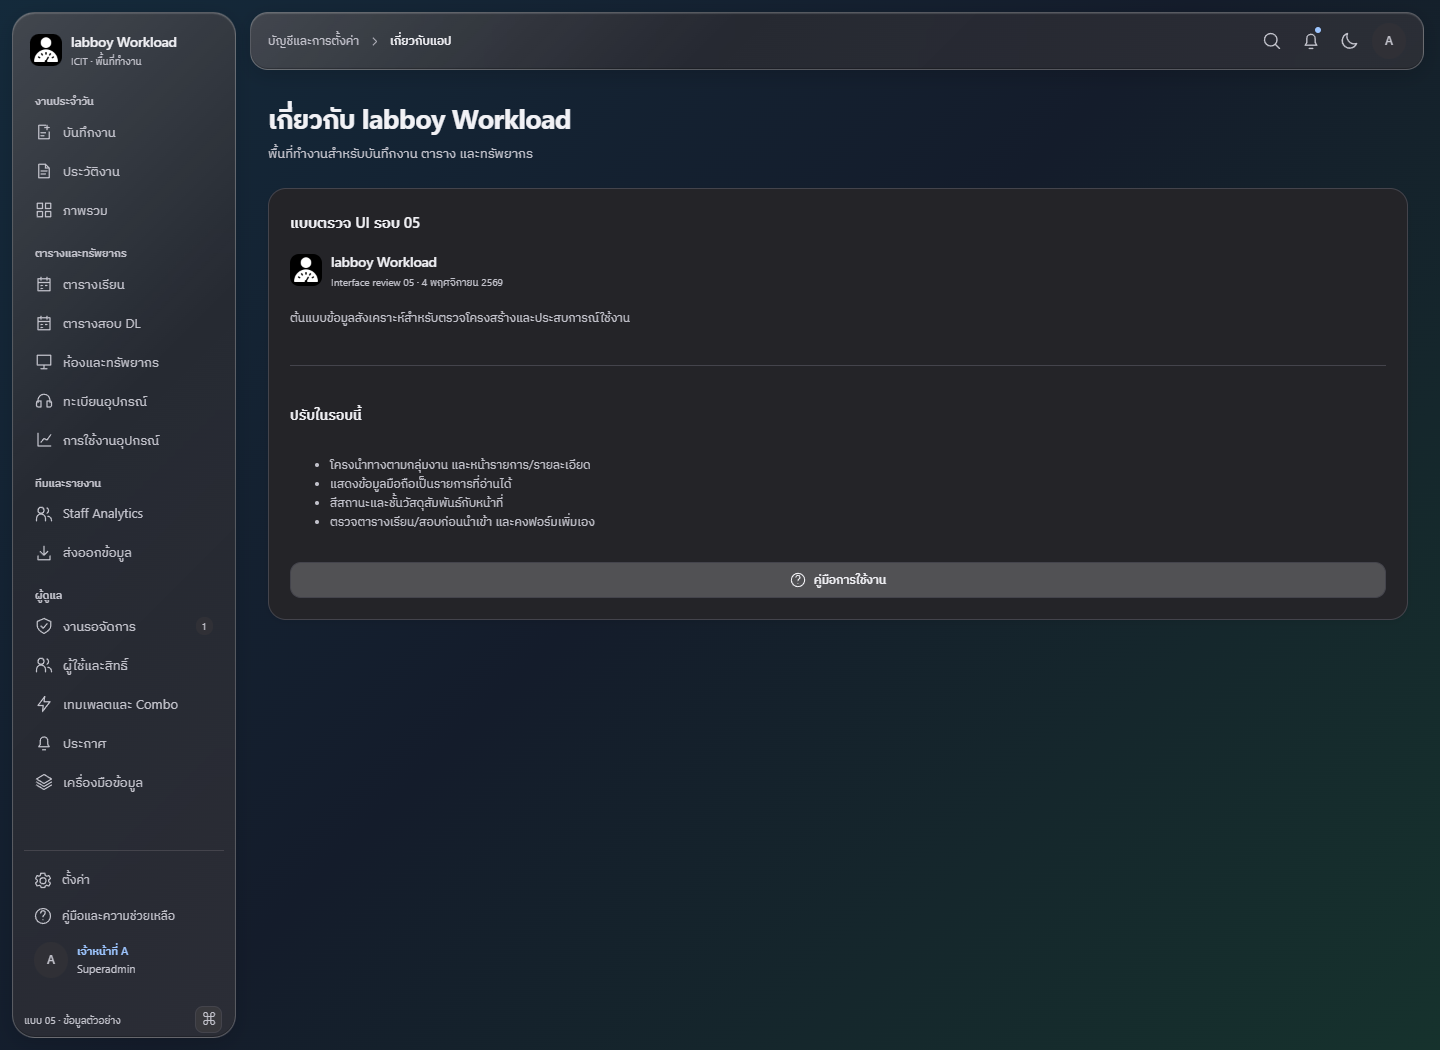 labboy Workload
ICIT · พื้นที่ทำงาน
งานประจำวัน
บันทึกงาน
ประวัติงาน
ภาพรวม
ตารางและทรัพยากร
ตารางเรียน
ตารางสอบ DL
ห้องและทรัพยากร
ทะเบียนอุปกรณ์
การใช้งานอุปกรณ์
ทีมและรายงาน
Staff Analytics
ส่งออกข้อมูล
ผู้ดูแล
งานรอจัดการ 1
ผู้ใช้และสิทธิ์
เทมเพลตและ Combo
ประกาศ
เครื่องมือข้อมูล
ตั้งค่า
คู่มือและความช่วยเหลือ
A
เจ้าหน้าที่ A
Superadmin
แบบ 05 · ข้อมูลตัวอย่าง
บัญชีและการตั้งค่า > เกี่ยวกับแอป
A
เกี่ยวกับ labboy Workload
พื้นที่ทำงานสำหรับบันทึกงาน ตาราง และทรัพยากร
แบบตรวจ UI รอบ 05
labboy Workload
Interface review 05 · 4 พฤศจิกายน 2569
ต้นแบบข้อมูลสังเคราะห์สำหรับตรวจโครงสร้างและประสบการณ์ใช้งาน
ปรับในรอบนี้
• โครงนำทางตามกลุ่มงาน และหน้ารายการ/รายละเอียด
• แสดงข้อมูลมือถือเป็นรายการที่อ่านได้
• สีสถานะและชั้นวัสดุสัมพันธ์กับหน้าที่
• ตรวจตารางเรียน/สอบก่อนนำเข้า และคงฟอร์มเพิ่มเอง
คู่มือการใช้งาน